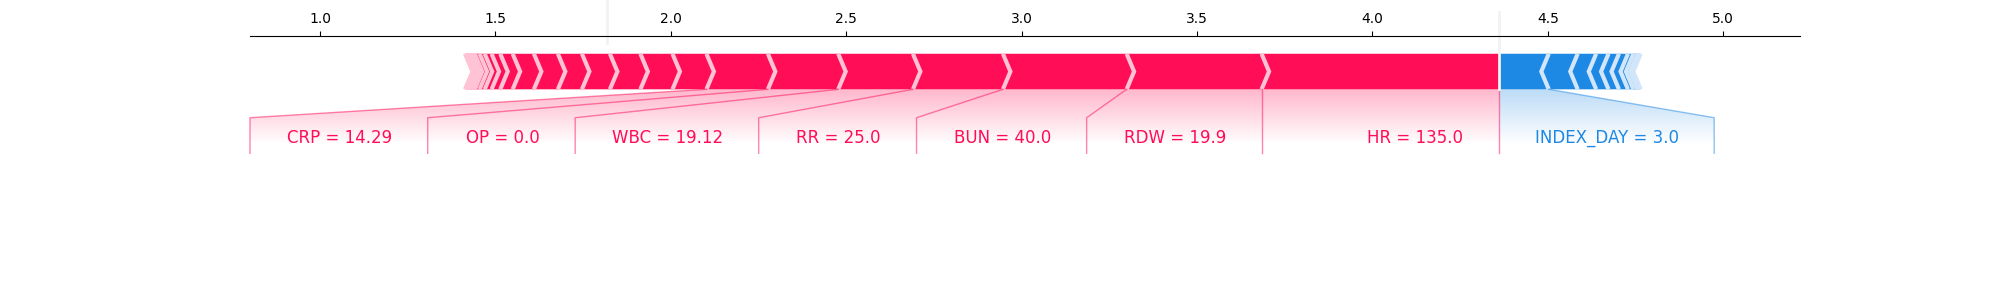 1.0 1.5 2.0 2.5 3.0 3.5 4.0 4.5 5.0
CRP = 14.29 OP = 0.0 WBC = 19.12 RR = 25.0 BUN = 40.0 RDW = 19.9 HR = 135.0 INDEX_DAY = 3.0